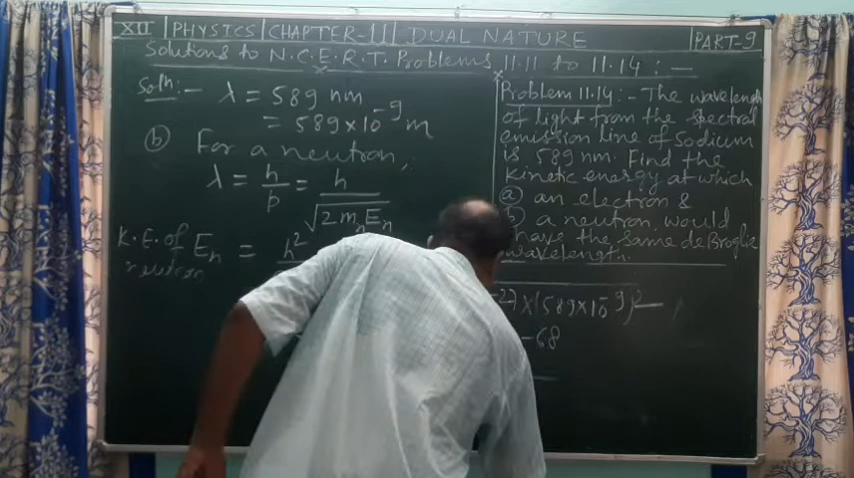 XII | PHYSICS | CHAPTER-11 | DUAL NATURE | PART-9
Solutions to N.C.E.R.T. Problems 11.11 to 11.14 : —
Soln:- λ = 589 nm
= 589×10⁻⁹ m
(b) For a neutron,
λ = h/p = h/√(2 mₙ Eₙ)
K.E. of Eₙ = h²
neutron
Problem 11.14 :- The wavelength
of light from the spectral
emission line of Sodium
is 589 nm. Find the
Kinetic energy at which
(a) an electron &
(b) a neutron would
have the same de Broglie
wavelength.
-27 × (589×10⁻⁹)²
-68